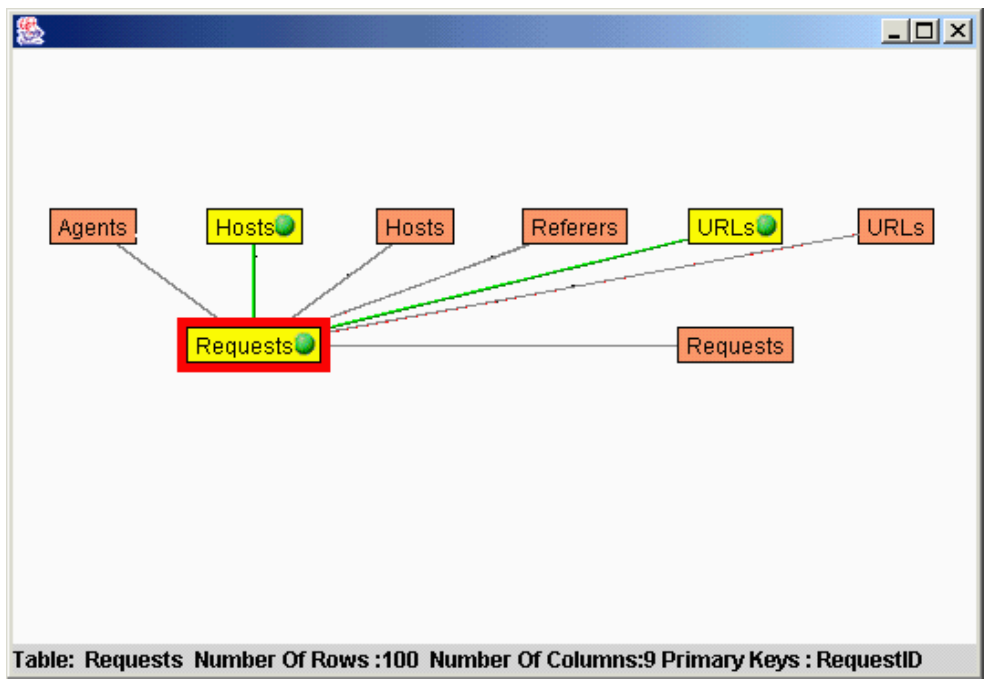 Agents Hosts Hosts Referers URLs URLs
Requests Requests
Table: Requests Number Of Rows :100 Number Of Columns:9 Primary Keys : RequestID